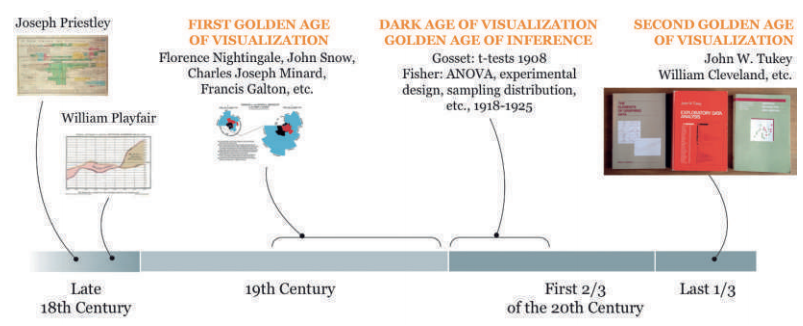 Joseph Priestley
William Playfair
FIRST GOLDEN AGE
OF VISUALIZATION
Florence Nightingale, John Snow,
Charles Joseph Minard,
Francis Galton, etc.
DARK AGE OF VISUALIZATION
GOLDEN AGE OF INFERENCE
Gosset: t-tests 1908
Fisher: ANOVA, experimental
design, sampling distribution,
etc., 1918-1925
SECOND GOLDEN AGE
OF VISUALIZATION
John W. Tukey
William Cleveland, etc.
EXPLORATORY DATA
ANALYSIS
Late
18th Century
19th Century
First 2/3
of the 20th Century
Last 1/3